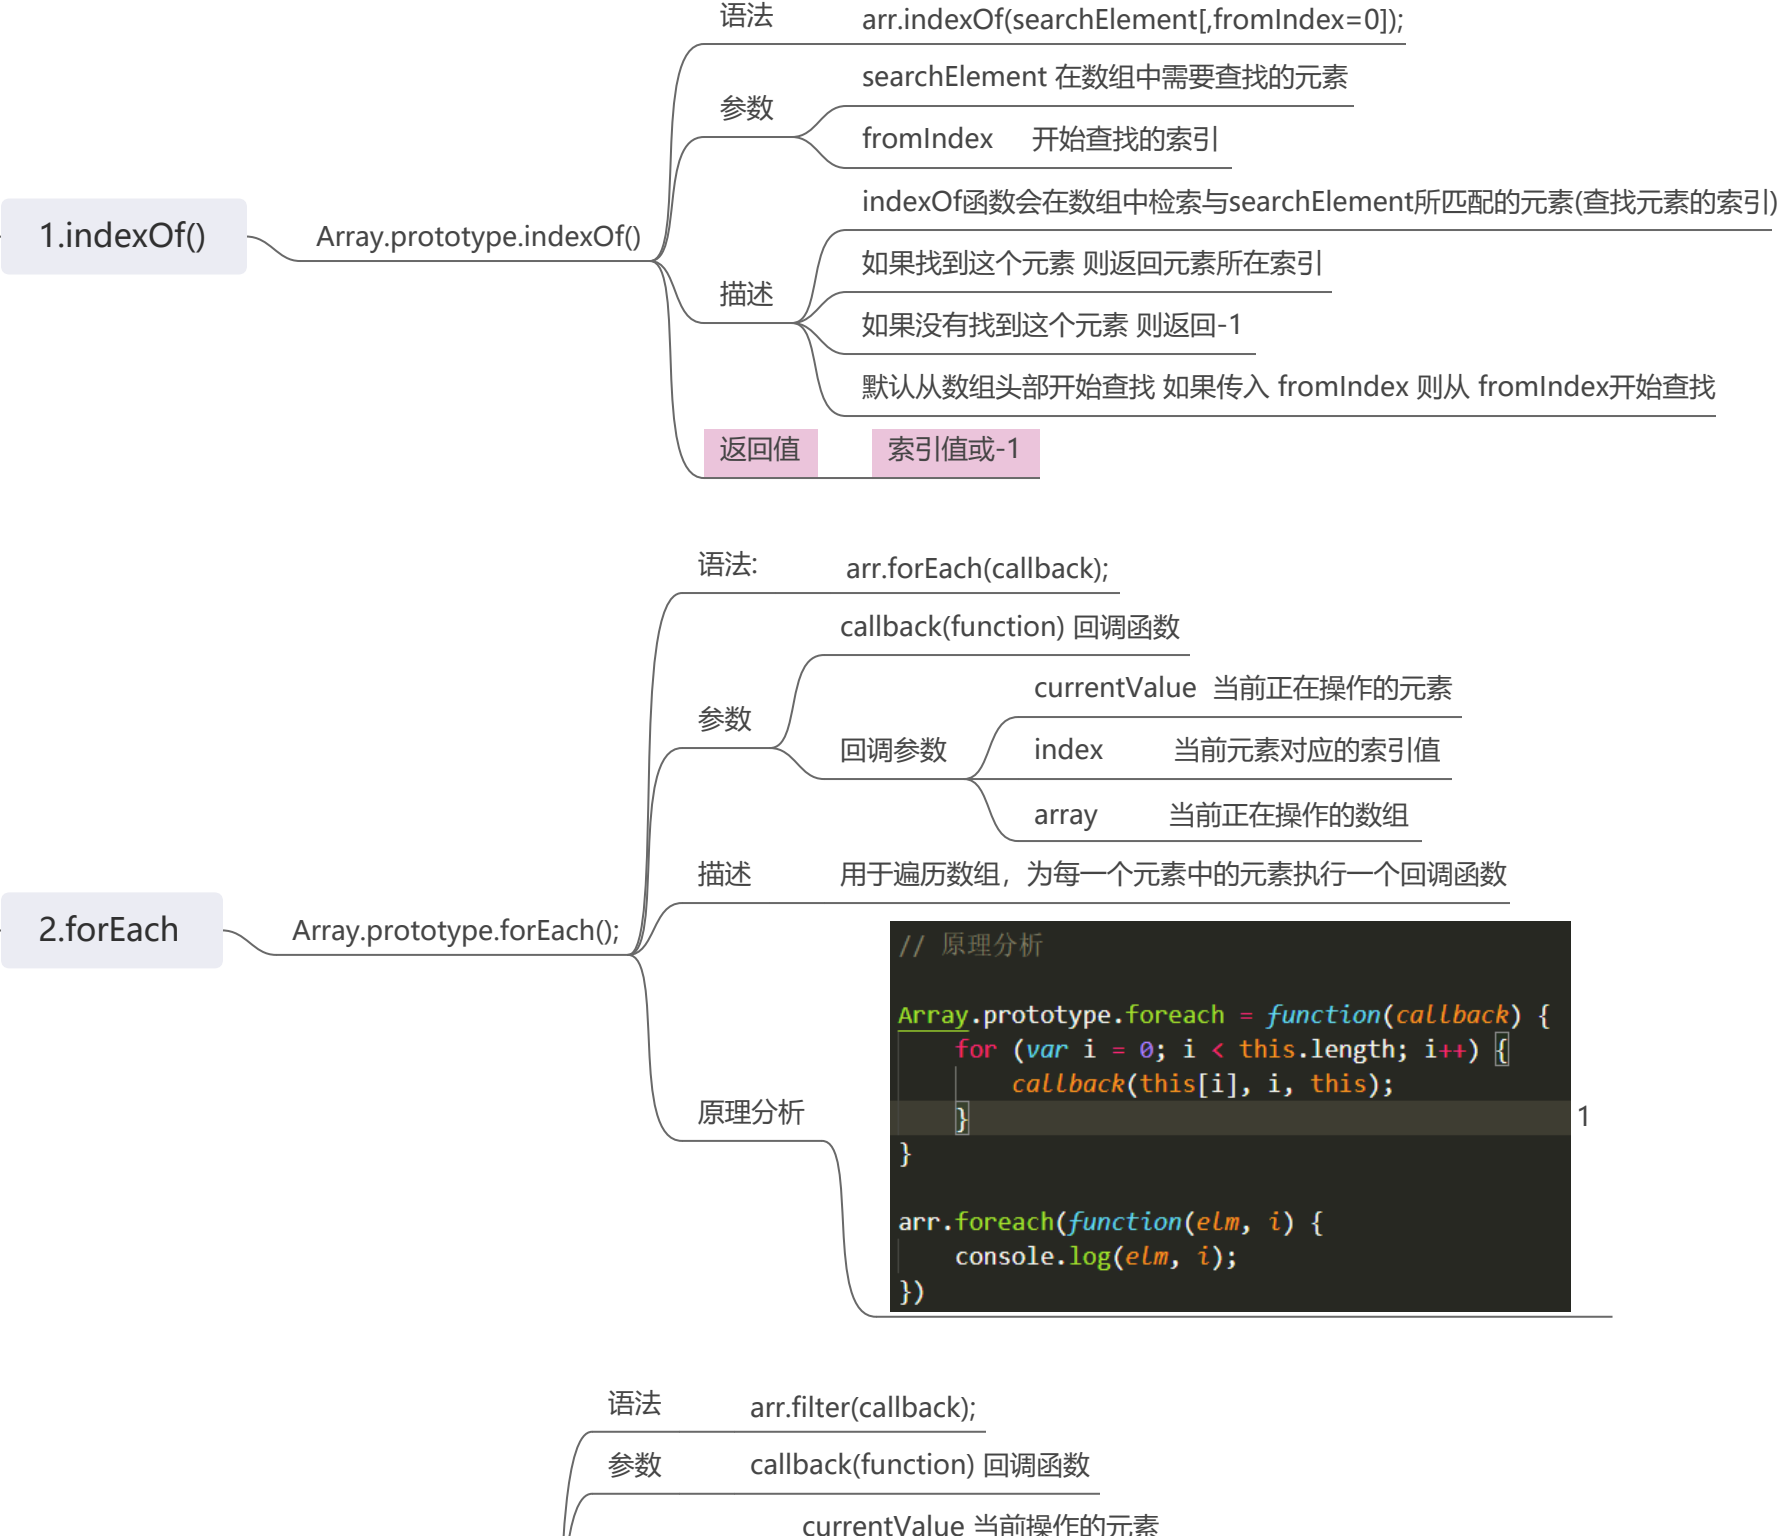 1.indexOf()
Array.prototype.indexOf()
语法 arr.indexOf(searchElement[,fromIndex=0]);
参数
searchElement 在数组中需要查找的元素
fromIndex 开始查找的索引
描述
indexOf函数会在数组中检索与searchElement所匹配的元素(查找元素的索引)
如果找到这个元素 则返回元素所在索引
如果没有找到这个元素 则返回-1
默认从数组头部开始查找 如果传入 fromIndex 则从 fromIndex开始查找
返回值 索引值或-1
2.forEach
Array.prototype.forEach();
语法: arr.forEach(callback);
参数
callback(function) 回调函数
回调参数
currentValue 当前正在操作的元素
index 当前元素对应的索引值
array 当前正在操作的数组
描述 用于遍历数组，为每一个元素中的元素执行一个回调函数
原理分析
// 原理分析
Array.prototype.foreach = function(callback) {
for (var i = 0; i < this.length; i++) {
callback(this[i], i, this);
}
}
arr.foreach(function(elm, i) {
console.log(elm, i);
})
1
语法 arr.filter(callback);
参数 callback(function) 回调函数
currentValue 当前操作的元素